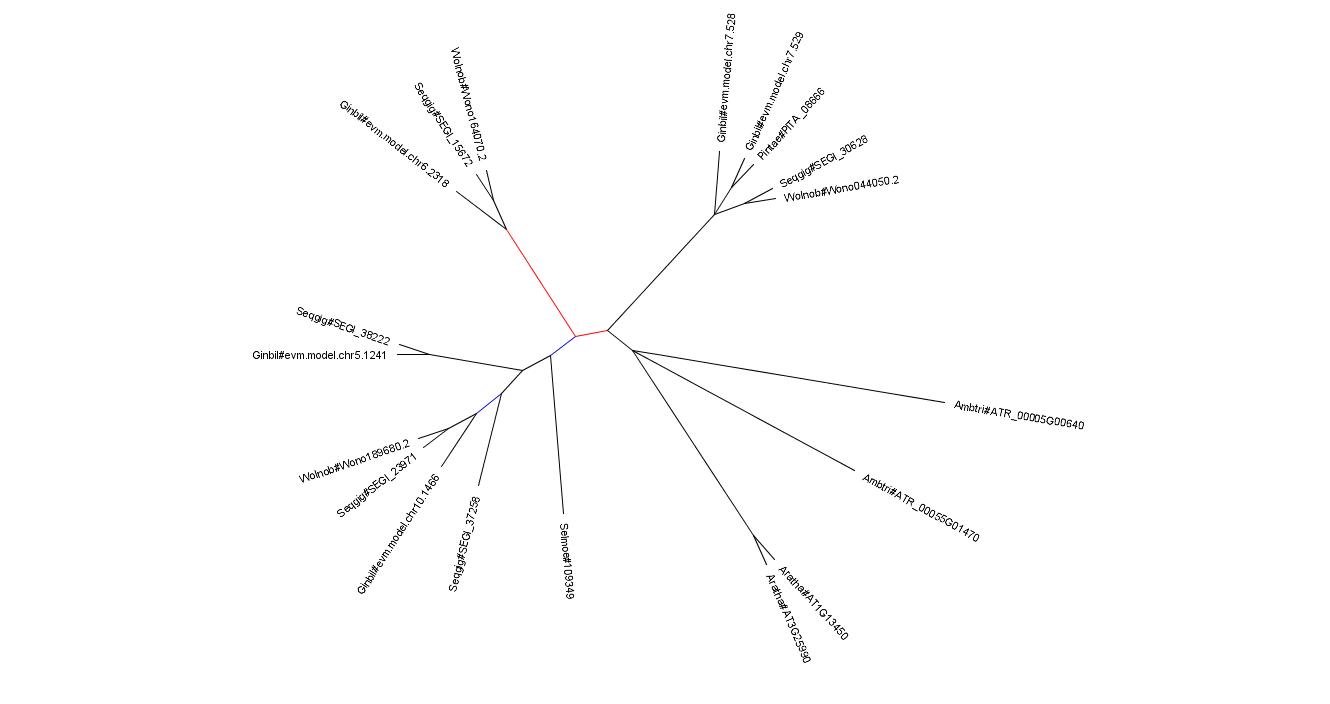 Ginbil#evm.model.chr7.528
Ginbil#evm.model.chr7.529
Pintae#PITA_08666
Seqgig#SEGI_30628
Wolnob#Wono044050.2
Wolnob#Wono164070.2
Seqgig#SEGI_15672
Ginbil#evm.model.chr6.2318
Seqgig#SEGI_38222
Ginbil#evm.model.chr5.1241
Wolnob#Wono189680.2
Seqgig#SEGI_23971
Ginbil#evm.model.chr10.1466
Seqgig#SEGI_37258
Selmoe#109349
Ambtri#ATR_00005G00640
Ambtri#ATR_00055G01470
Aratha#AT1G13450
Aratha#AT3G25990